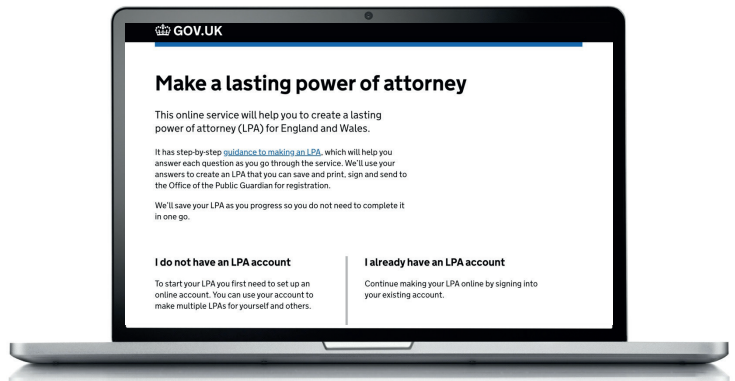 GOV.UK
Make a lasting power of attorney
This online service will help you to create a lasting
power of attorney (LPA) for England and Wales.
It has step-by-step guidance to making an LPA, which will help you
answer each question as you go through the service. We'll use your
answers to create an LPA that you can save and print, sign and send to
the Office of the Public Guardian for registration.
We'll save your LPA as you progress so you do not need to complete it
in one go.
I do not have an LPA account
To start your LPA you first need to set up an
online account. You can use your account to
make multiple LPAs for yourself and others.
I already have an LPA account
Continue making your LPA online by signing into
your existing account.